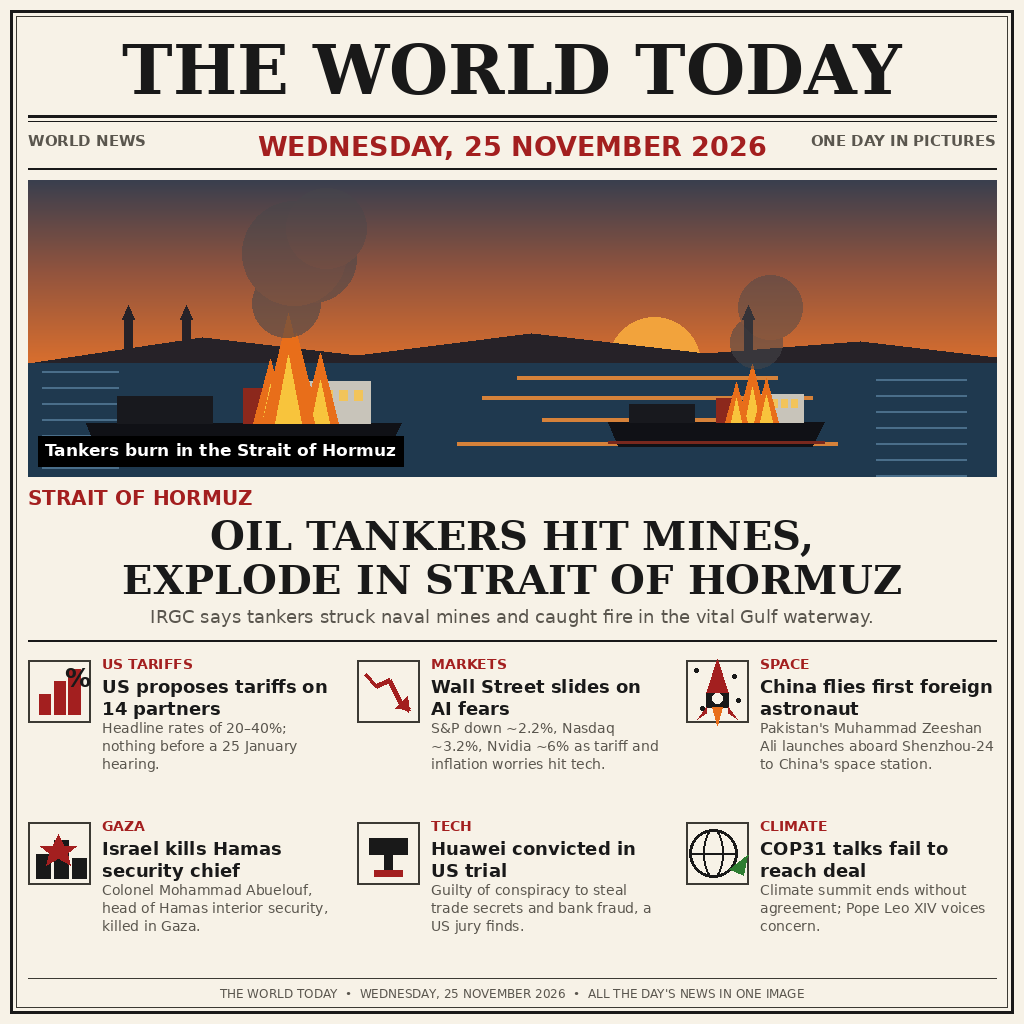 THE WORLD TODAY
WORLD NEWS
WEDNESDAY, 25 NOVEMBER 2026
ONE DAY IN PICTURES
Tankers burn in the Strait of Hormuz
STRAIT OF HORMUZ
OIL TANKERS HIT MINES,
EXPLODE IN STRAIT OF HORMUZ
IRGC says tankers struck naval mines and caught fire in the vital Gulf waterway.
%
US TARIFFS
US proposes tariffs on
14 partners
Headline rates of 20–40%;
nothing before a 25 January
hearing.
MARKETS
Wall Street slides on
AI fears
S&P down ~2.2%, Nasdaq
~3.2%, Nvidia ~6% as tariff and
inflation worries hit tech.
SPACE
China flies first foreign
astronaut
Pakistan's Muhammad Zeeshan
Ali launches aboard Shenzhou-24
to China's space station.
GAZA
Israel kills Hamas
security chief
Colonel Mohammad Abuelouf,
head of Hamas interior security,
killed in Gaza.
TECH
Huawei convicted in
US trial
Guilty of conspiracy to steal
trade secrets and bank fraud, a
US jury finds.
CLIMATE
COP31 talks fail to
reach deal
Climate summit ends without
agreement; Pope Leo XIV voices
concern.
THE WORLD TODAY • WEDNESDAY, 25 NOVEMBER 2026 • ALL THE DAY'S NEWS IN ONE IMAGE